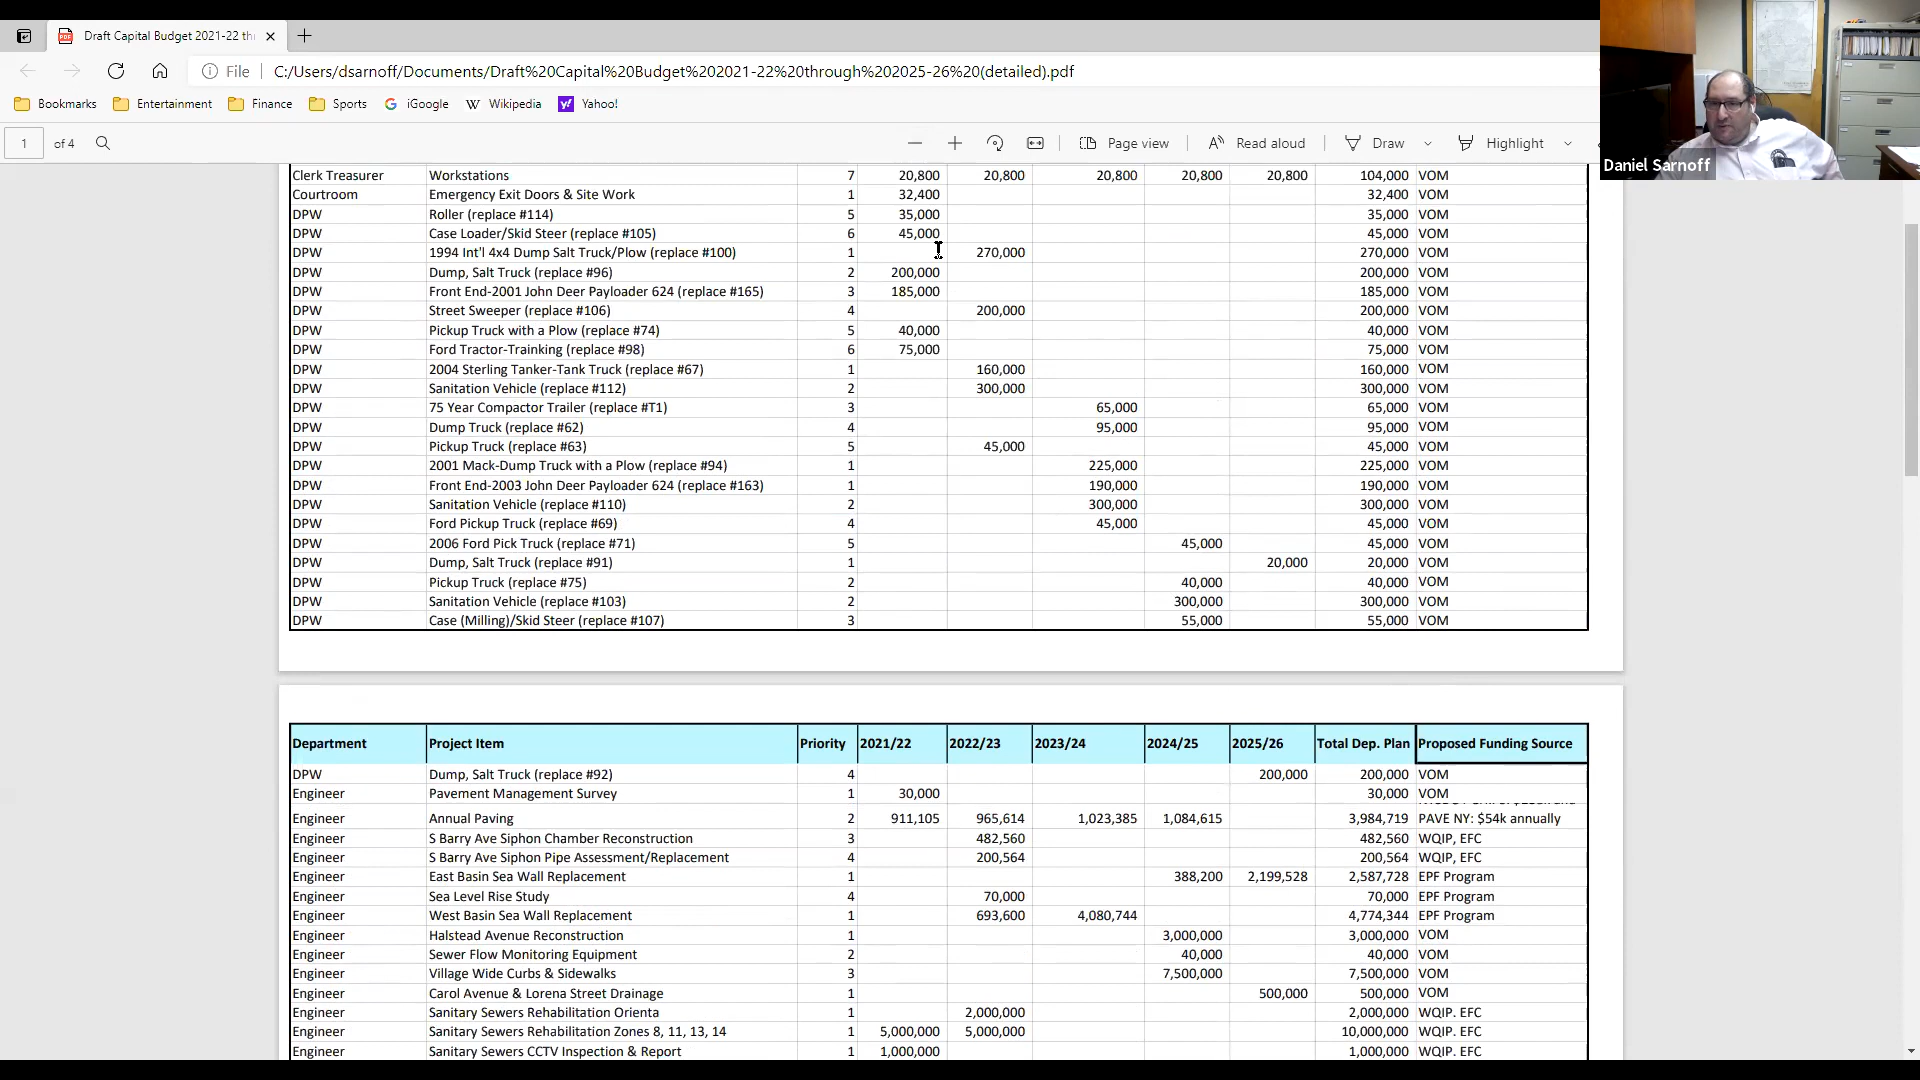 Draft Capital Budget 2021-22 thr
File C:/Users/dsarnoff/Documents/Draft%20Capital%20Budget%202021-22%20through%202025-26%20(detailed).pdf
Bookmarks Entertainment Finance Sports iGoogle Wikipedia Yahoo!
1 of 4 Page view Read aloud Draw Highlight
Daniel Sarnoff
Clerk Treasurer Workstations 7 20,800 20,800 20,800 20,800 20,800 104,000 VOM
Courtroom Emergency Exit Doors & Site Work 1 32,400 32,400 VOM
DPW Roller (replace #114) 5 35,000 35,000 VOM
DPW Case Loader/Skid Steer (replace #105) 6 45,000 45,000 VOM
DPW 1994 Int'l 4x4 Dump Salt Truck/Plow (replace #100) 1 270,000 270,000 VOM
DPW Dump, Salt Truck (replace #96) 2 200,000 200,000 VOM
DPW Front End-2001 John Deer Payloader 624 (replace #165) 3 185,000 185,000 VOM
DPW Street Sweeper (replace #106) 4 200,000 200,000 VOM
DPW Pickup Truck with a Plow (replace #74) 5 40,000 40,000 VOM
DPW Ford Tractor-Trainking (replace #98) 6 75,000 75,000 VOM
DPW 2004 Sterling Tanker-Tank Truck (replace #67) 1 160,000 160,000 VOM
DPW Sanitation Vehicle (replace #112) 2 300,000 300,000 VOM
DPW 75 Year Compactor Trailer (replace #T1) 3 65,000 65,000 VOM
DPW Dump Truck (replace #62) 4 95,000 95,000 VOM
DPW Pickup Truck (replace #63) 5 45,000 45,000 VOM
DPW 2001 Mack-Dump Truck with a Plow (replace #94) 1 225,000 225,000 VOM
DPW Front End-2003 John Deer Payloader 624 (replace #163) 1 190,000 190,000 VOM
DPW Sanitation Vehicle (replace #110) 2 300,000 300,000 VOM
DPW Ford Pickup Truck (replace #69) 4 45,000 45,000 VOM
DPW 2006 Ford Pick Truck (replace #71) 5 45,000 45,000 VOM
DPW Dump, Salt Truck (replace #91) 1 20,000 20,000 VOM
DPW Pickup Truck (replace #75) 2 40,000 40,000 VOM
DPW Sanitation Vehicle (replace #103) 2 300,000 300,000 VOM
DPW Case (Milling)/Skid Steer (replace #107) 3 55,000 55,000 VOM
Department Project Item Priority 2021/22 2022/23 2023/24 2024/25 2025/26 Total Dep. Plan Proposed Funding Source
DPW Dump, Salt Truck (replace #92) 4 200,000 200,000 VOM
Engineer Pavement Management Survey 1 30,000 30,000 VOM
Engineer Annual Paving 2 911,105 965,614 1,023,385 1,084,615 3,984,719 PAVE NY: $54k annually
Engineer S Barry Ave Siphon Chamber Reconstruction 3 482,560 482,560 WQIP, EFC
Engineer S Barry Ave Siphon Pipe Assessment/Replacement 4 200,564 200,564 WQIP, EFC
Engineer East Basin Sea Wall Replacement 1 388,200 2,199,528 2,587,728 EPF Program
Engineer Sea Level Rise Study 4 70,000 70,000 EPF Program
Engineer West Basin Sea Wall Replacement 1 693,600 4,080,744 4,774,344 EPF Program
Engineer Halstead Avenue Reconstruction 1 3,000,000 3,000,000 VOM
Engineer Sewer Flow Monitoring Equipment 2 40,000 40,000 VOM
Engineer Village Wide Curbs & Sidewalks 3 7,500,000 7,500,000 VOM
Engineer Carol Avenue & Lorena Street Drainage 1 500,000 500,000 VOM
Engineer Sanitary Sewers Rehabilitation Orienta 1 2,000,000 2,000,000 WQIP. EFC
Engineer Sanitary Sewers Rehabilitation Zones 8, 11, 13, 14 1 5,000,000 5,000,000 10,000,000 WQIP. EFC
Engineer Sanitary Sewers CCTV Inspection & Report 1 1,000,000 1,000,000 WQIP. EFC